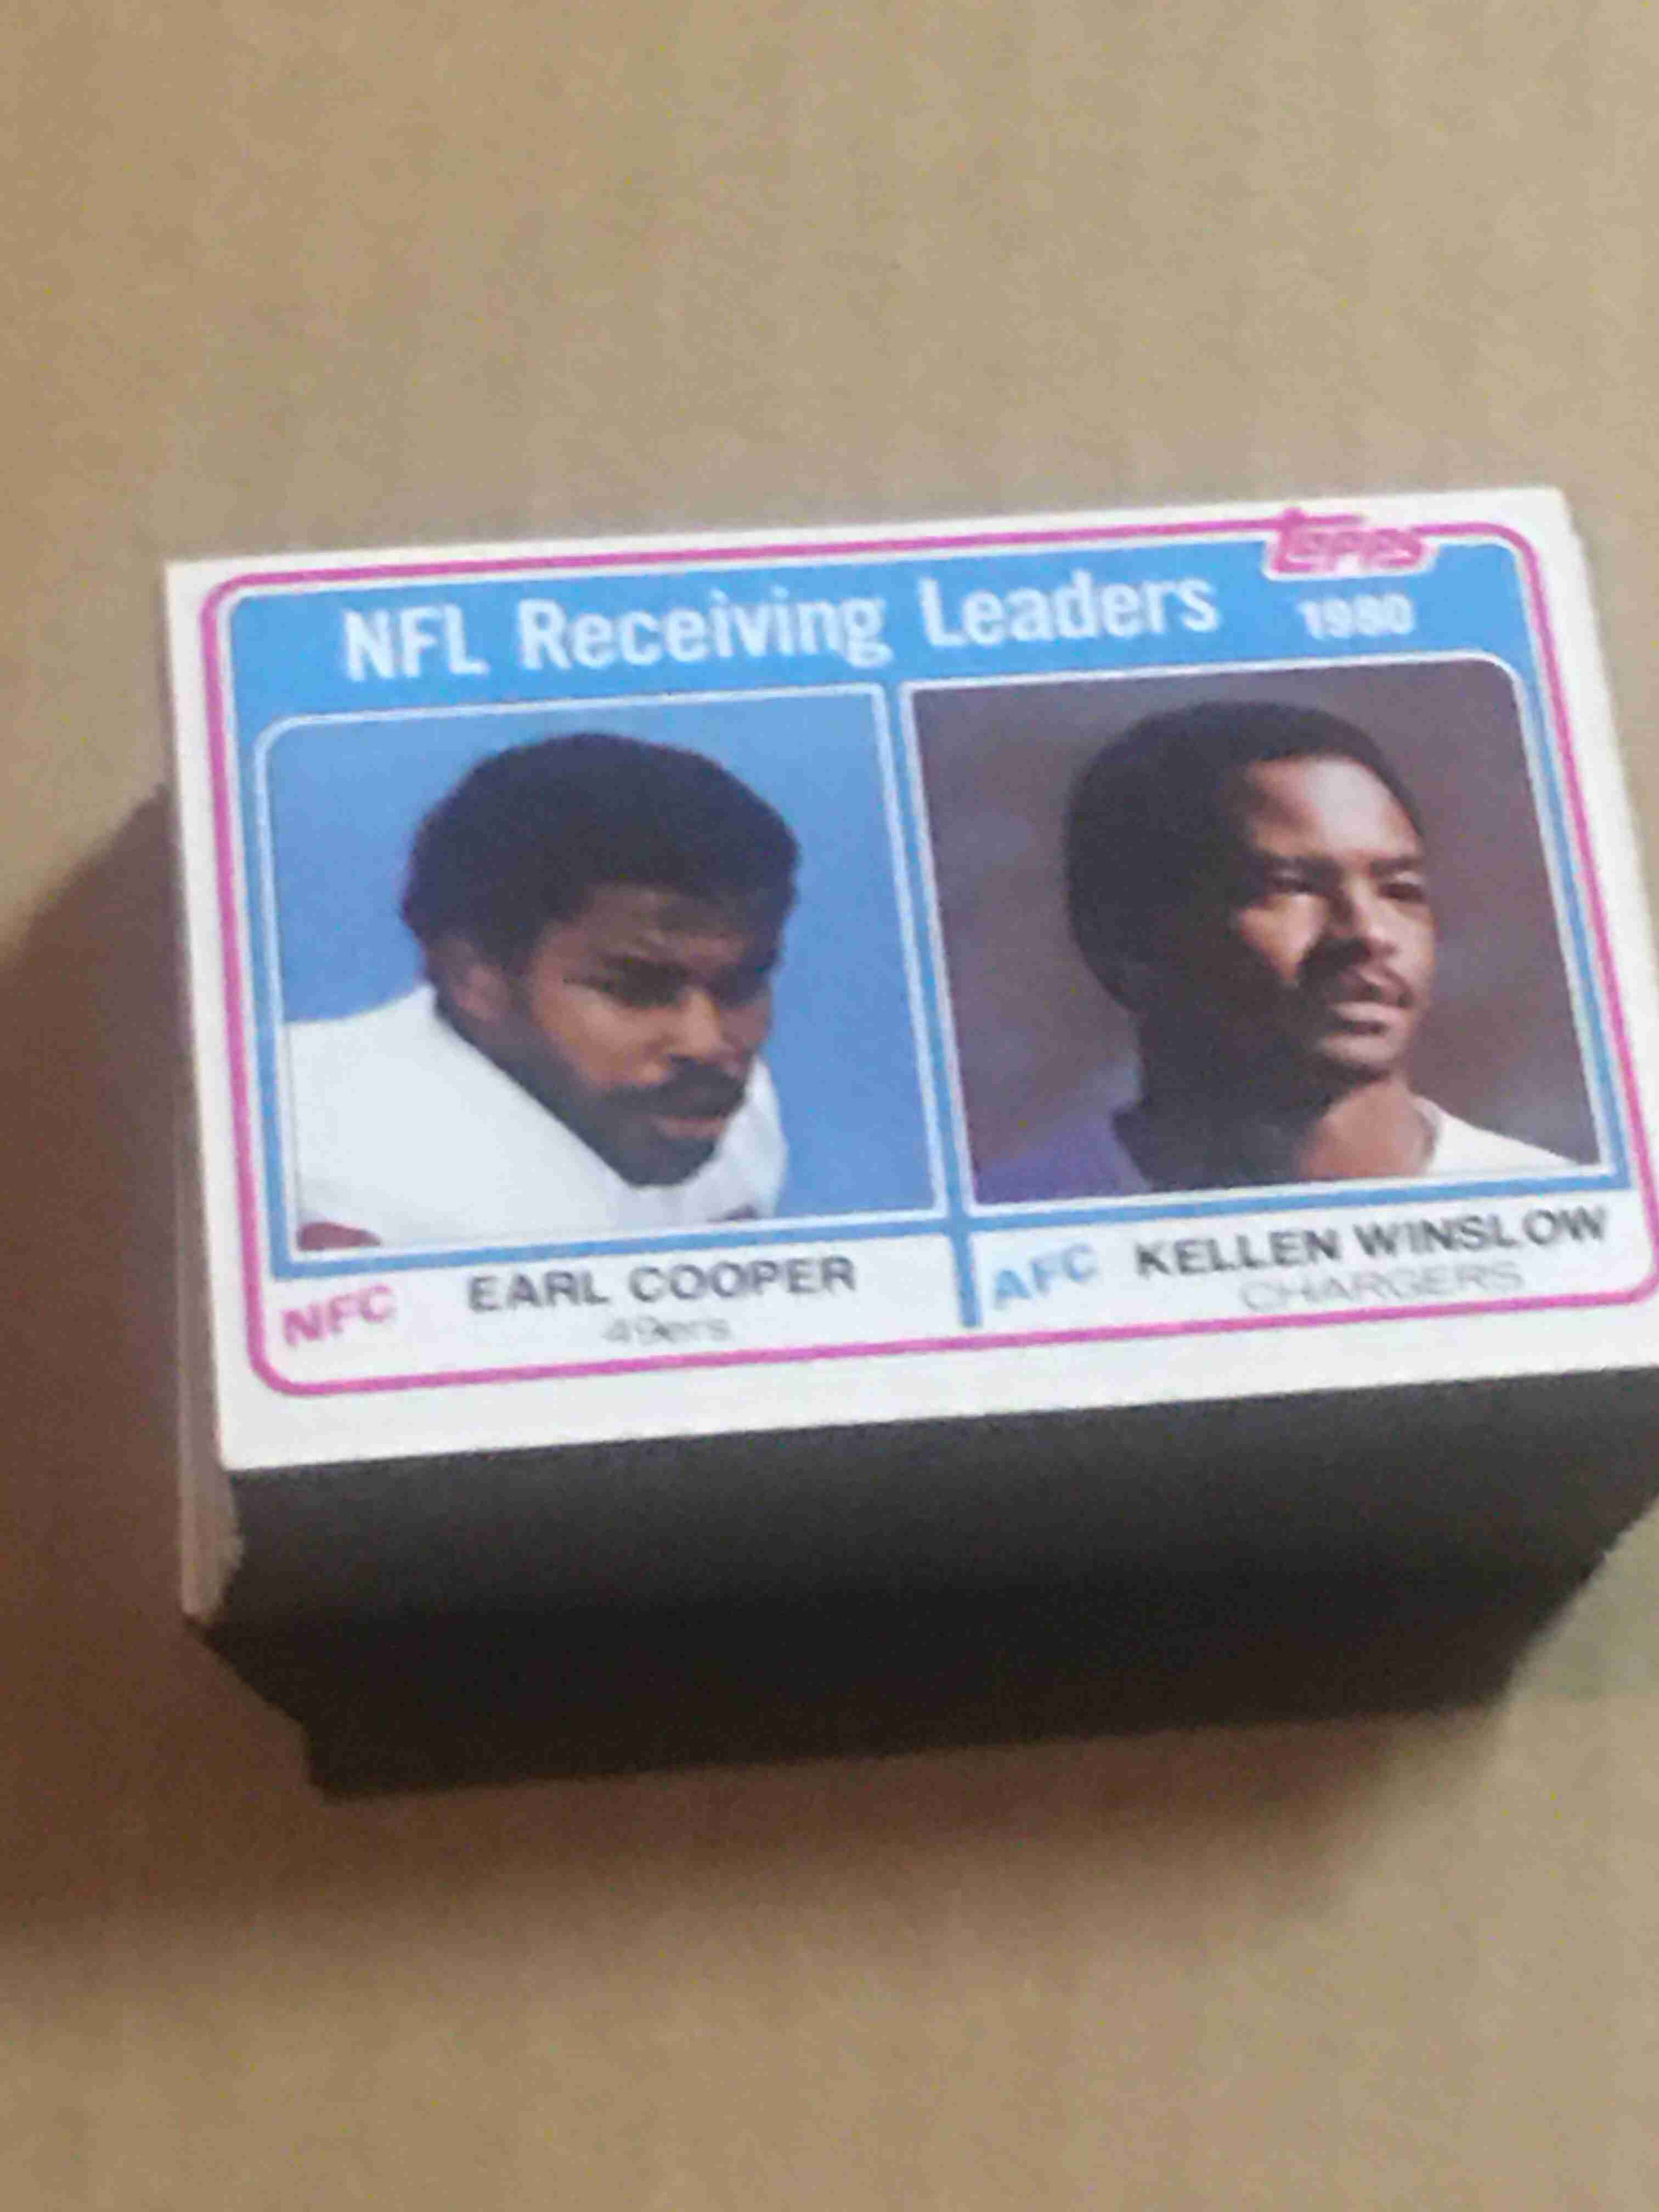 Topps
NFL Receiving Leaders 1980
NFC EARL COOPER
49ers
AFC KELLEN WINSLOW
CHARGERS